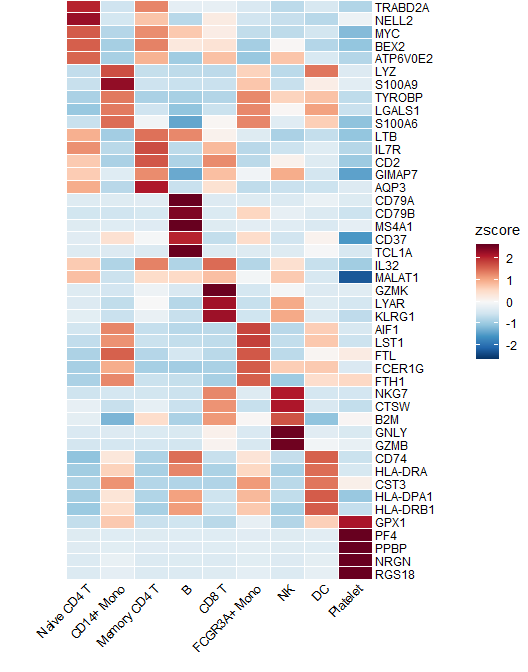 TRABD2A
NELL2
MYC
BEX2
ATP6V0E2
LYZ
S100A9
TYROBP
LGALS1
S100A6
LTB
IL7R
CD2
GIMAP7
AQP3
CD79A
CD79B
MS4A1
CD37
TCL1A
IL32
MALAT1
GZMK
LYAR
KLRG1
AIF1
LST1
FTL
FCER1G
FTH1
NKG7
CTSW
B2M
GNLY
GZMB
CD74
HLA-DRA
CST3
HLA-DPA1
HLA-DRB1
GPX1
PF4
PPBP
NRGN
RGS18
zscore
2
1
0
-1
-2
Naive CD4 T
CD14+ Mono
Memory CD4 T
B
CD8 T
FCGR3A+ Mono
NK
DC
Platelet